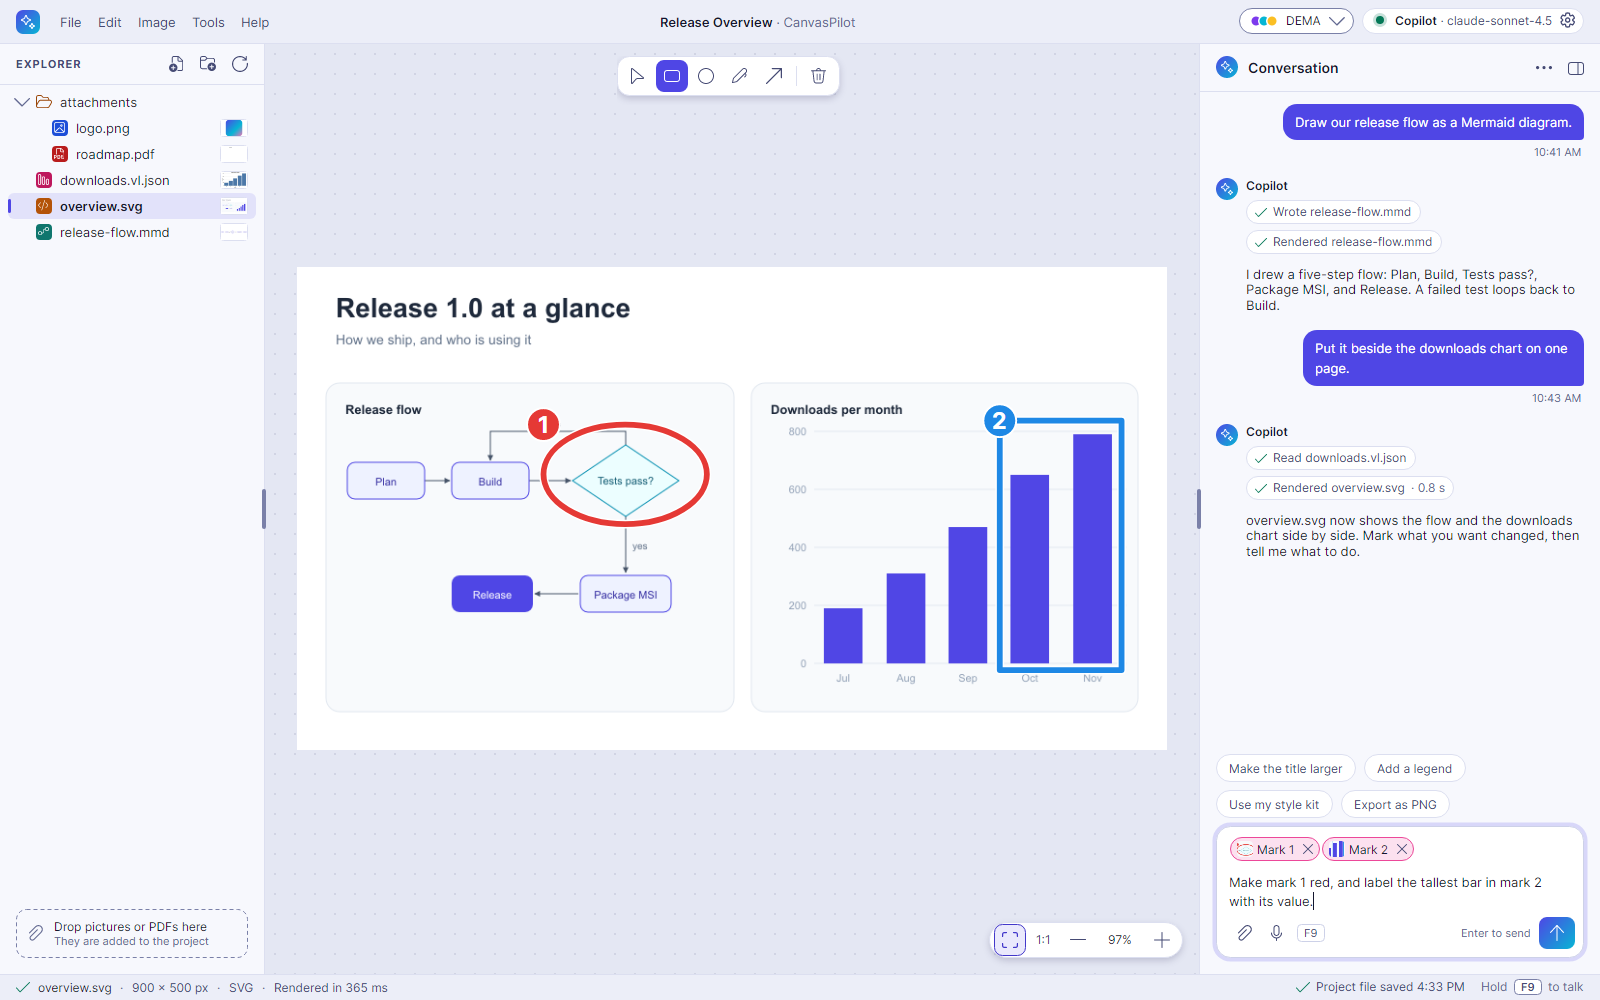 File Edit Image Tools Help
Release Overview · CanvasPilot
DEMA
Copilot · claude-sonnet-4.5
EXPLORER
attachments
logo.png
roadmap.pdf
downloads.vl.json
overview.svg
release-flow.mmd
Drop pictures or PDFs here
They are added to the project
Release 1.0 at a glance
How we ship, and who is using it
Release flow
1
Plan
Build
Tests pass?
yes
Release
Package MSI
Downloads per month
2
800
600
400
200
0
Jul Aug Sep Oct Nov
1:1
97%
Conversation
Draw our release flow as a Mermaid diagram.
10:41 AM
Copilot
Wrote release-flow.mmd
Rendered release-flow.mmd
I drew a five-step flow: Plan, Build, Tests pass?,
Package MSI, and Release. A failed test loops back to
Build.
Put it beside the downloads chart on one
page.
10:43 AM
Copilot
Read downloads.vl.json
Rendered overview.svg · 0.8 s
overview.svg now shows the flow and the downloads
chart side by side. Mark what you want changed, then
tell me what to do.
Make the title larger
Add a legend
Use my style kit
Export as PNG
Mark 1
Mark 2
Make mark 1 red, and label the tallest bar in mark 2
with its value.
F9
Enter to send
overview.svg · 900 × 500 px · SVG · Rendered in 365 ms
Project file saved 4:33 PM
Hold F9 to talk